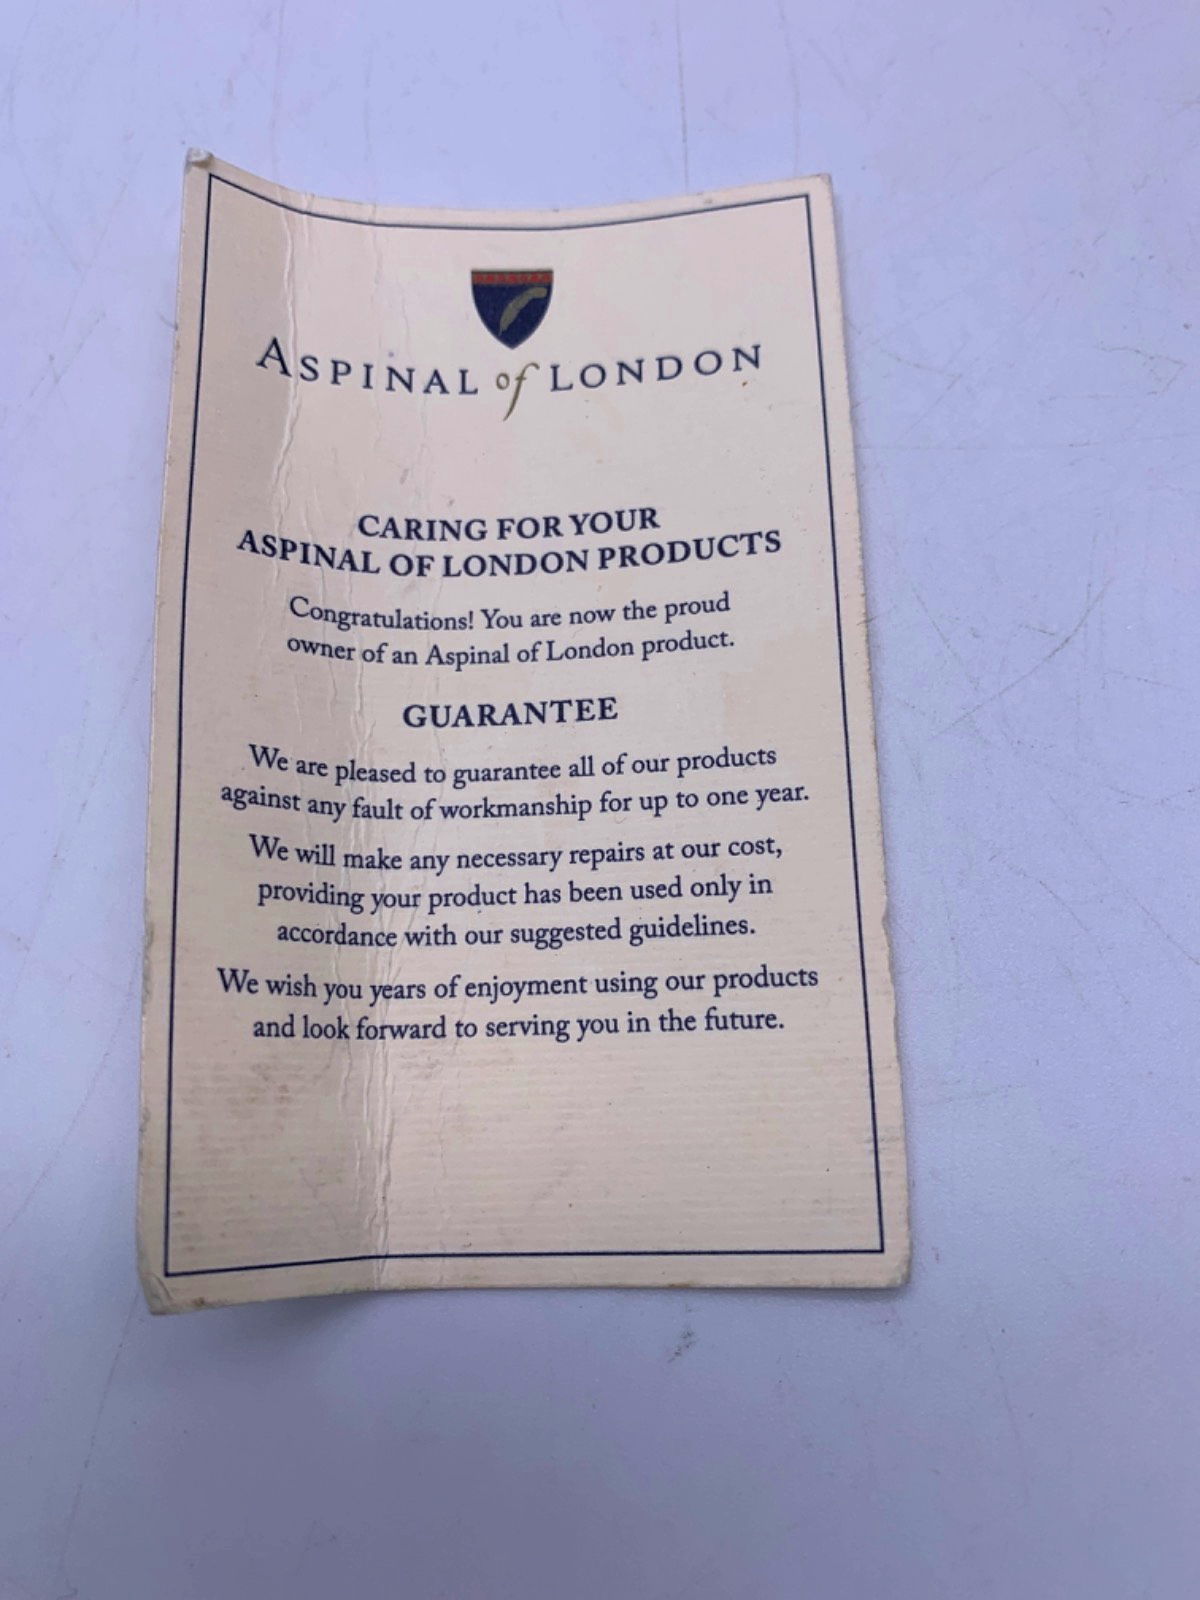 ASPINAL of LONDON
CARING FOR YOUR
ASPINAL OF LONDON PRODUCTS
Congratulations! You are now the proud
owner of an Aspinal of London product.
GUARANTEE
We are pleased to guarantee all of our products
against any fault of workmanship for up to one year.
We will make any necessary repairs at our cost,
providing your product has been used only in
accordance with our suggested guidelines.
We wish you years of enjoyment using our products
and look forward to serving you in the future.